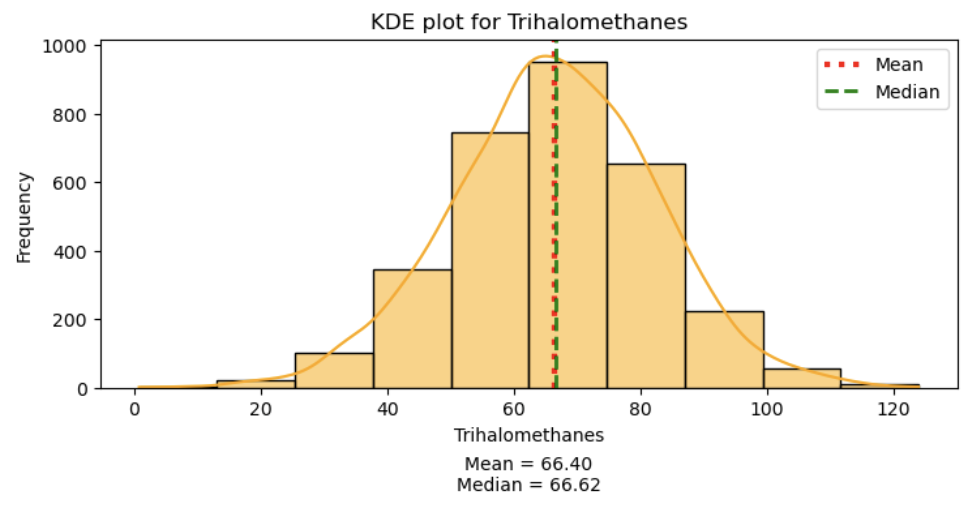 KDE plot for Trihalomethanes
1000
800
600
400
200
0
Frequency
Mean
Median
0 20 40 60 80 100 120
Trihalomethanes
Mean = 66.40
Median = 66.62